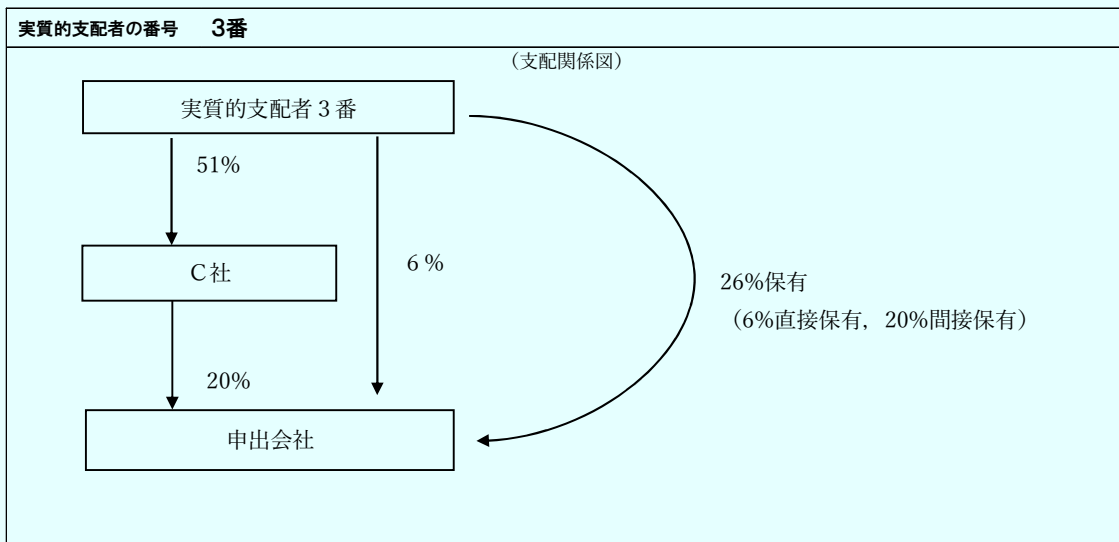 実質的支配者の番号 3番
（支配関係図）
実質的支配者３番
51%
C社
6％
26%保有
（6%直接保有，20%間接保有）
20%
申出会社